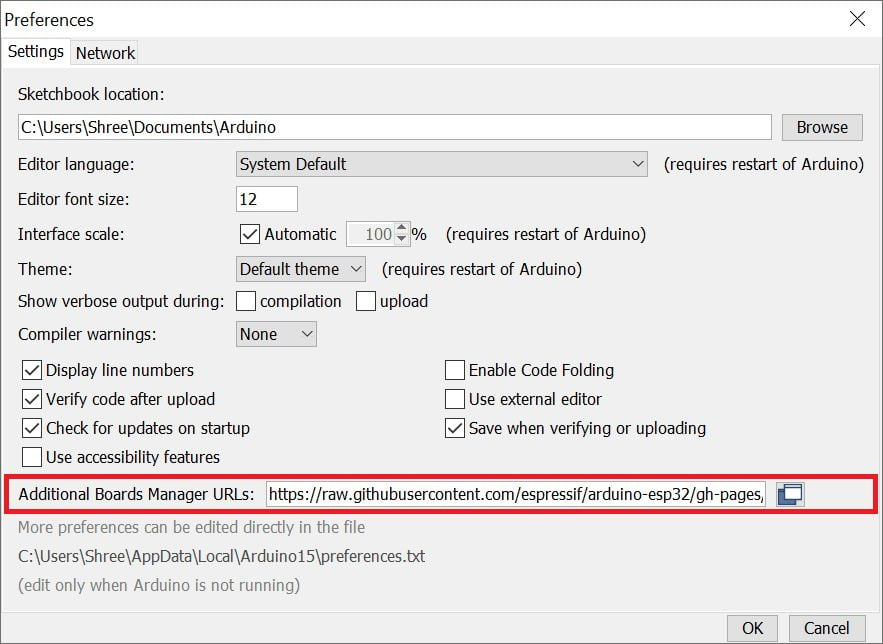 Preferences
Settings Network
Sketchbook location:
C:\Users\Shree\Documents\Arduino Browse
Editor language: System Default (requires restart of Arduino)
Editor font size: 12
Interface scale: Automatic 100 % (requires restart of Arduino)
Theme: Default theme (requires restart of Arduino)
Show verbose output during: compilation upload
Compiler warnings: None
Display line numbers Enable Code Folding
Verify code after upload Use external editor
Check for updates on startup Save when verifying or uploading
Use accessibility features
Additional Boards Manager URLs: https://raw.githubusercontent.com/espressif/arduino-esp32/gh-pages,
More preferences can be edited directly in the file
C:\Users\Shree\AppData\Local\Arduino15\preferences.txt
(edit only when Arduino is not running)
OK Cancel